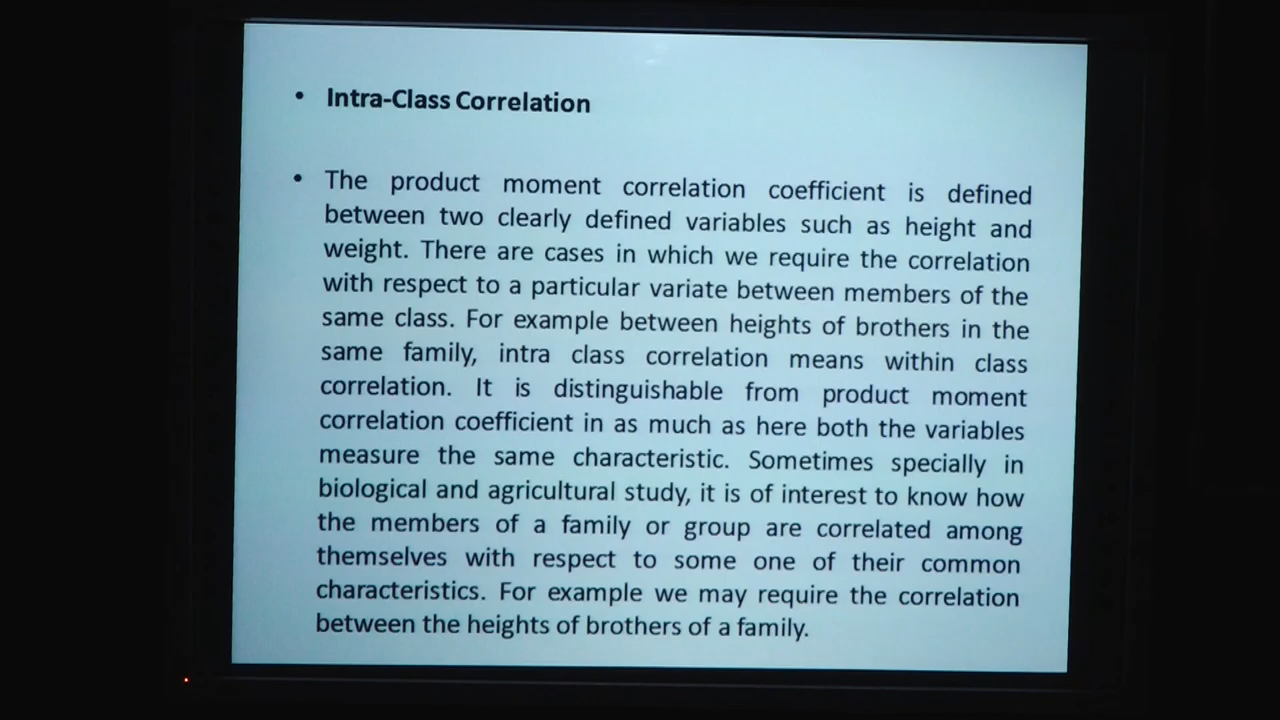 • Intra-Class Correlation
• The product moment correlation coefficient is defined
between two clearly defined variables such as height and
weight. There are cases in which we require the correlation
with respect to a particular variate between members of the
same class. For example between heights of brothers in the
same family, intra class correlation means within class
correlation. It is distinguishable from product moment
correlation coefficient in as much as here both the variables
measure the same characteristic. Sometimes specially in
biological and agricultural study, it is of interest to know how
the members of a family or group are correlated among
themselves with respect to some one of their common
characteristics. For example we may require the correlation
between the heights of brothers of a family.